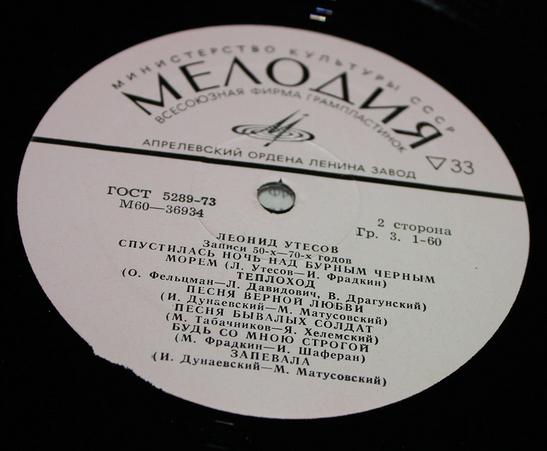 МИНИСТЕРСТВО КУЛЬТУРЫ СССР
МЕЛОДИЯ
ВСЕСОЮЗНАЯ ФИРМА ГРАМПЛАСТИНОК
АПРЕЛЕВСКИЙ ОРДЕНА ЛЕНИНА ЗАВОД
33
ГОСТ 5289-73
М60—36934
2 сторона
Гр. 3. 1-60
ЛЕОНИД УТЕСОВ
Записи 50-х—70-х годов
СПУСТИЛАСЬ НОЧЬ НАД БУРНЫМ ЧЕРНЫМ
МОРЕМ (Л. Утесов—И. Фрадкин)
ТЕПЛОХОД
(О. Фельцман—Л. Давидович, В. Драгунский)
ПЕСНЯ ВЕРНОЙ ЛЮБВИ
(И. Дунаевский—М. Матусовский)
ПЕСНЯ БЫВАЛЫХ СОЛДАТ
(М. Табачников—Я. Хелемский)
БУДЬ СО МНОЮ СТРОГОЙ
(М. Фрадкин—И. Шаферан)
ЗАПЕВАЛА
(И. Дунаевский—М. Матусовский)